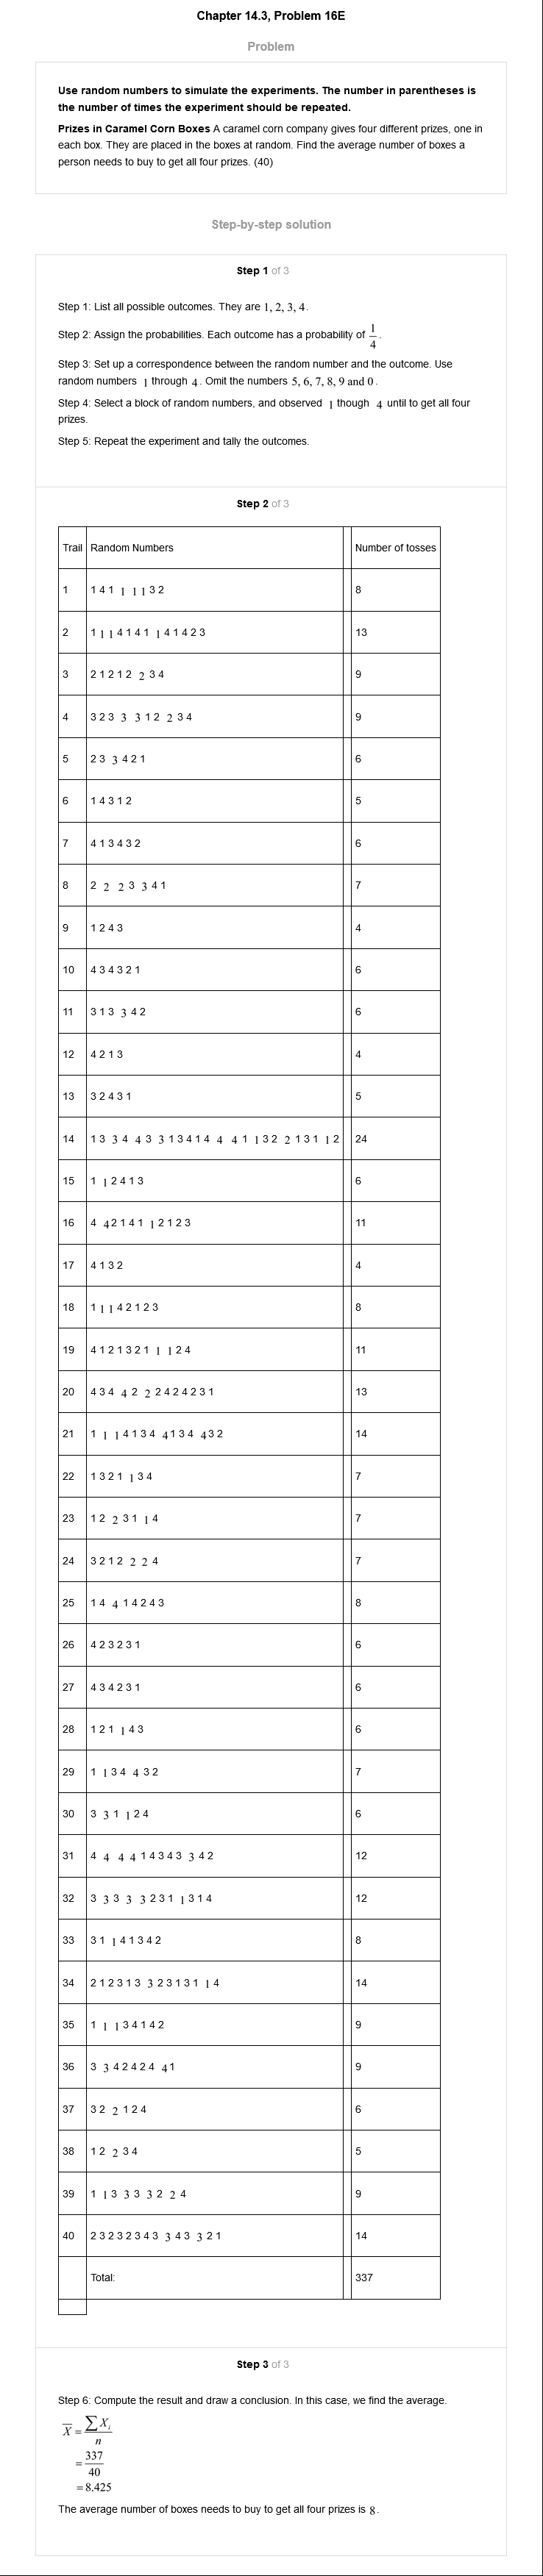 Chapter 14.3, Problem 16E
Problem
Use random numbers to simulate the experiments. The number in parentheses is
the number of times the experiment should be repeated.
Prizes in Caramel Corn Boxes A caramel corn company gives four different prizes, one in
each box. They are placed in the boxes at random. Find the average number of boxes a
person needs to buy to get all four prizes. (40)
Step-by-step solution
Step 1 of 3
Step 1: List all possible outcomes. They are 1, 2, 3, 4.
Step 2: Assign the probabilities. Each outcome has a probability of 1/4.
Step 3: Set up a correspondence between the random number and the outcome. Use
random numbers 1 through 4. Omit the numbers 5, 6, 7, 8, 9 and 0.
Step 4: Select a block of random numbers, and observed 1 though 4 until to get all four
prizes.
Step 5: Repeat the experiment and tally the outcomes.
Step 2 of 3
Trail Random Numbers Number of tosses
1 1 4 1 1 1 1 3 2 8
2 1 1 1 4 1 4 1 1 4 1 4 2 3 13
3 2 1 2 1 2 2 3 4 9
4 3 2 3 3 3 1 2 2 3 4 9
5 2 3 3 4 2 1 6
6 1 4 3 1 2 5
7 4 1 3 4 3 2 6
8 2 2 2 3 3 4 1 7
9 1 2 4 3 4
10 4 3 4 3 2 1 6
11 3 1 3 3 4 2 6
12 4 2 1 3 4
13 3 2 4 3 1 5
14 1 3 3 4 4 3 3 1 3 4 1 4 4 4 1 1 3 2 2 1 3 1 1 2 24
15 1 1 2 4 1 3 6
16 4 4 2 1 4 1 1 2 1 2 3 11
17 4 1 3 2 4
18 1 1 1 4 2 1 2 3 8
19 4 1 2 1 3 2 1 1 1 2 4 11
20 4 3 4 4 2 2 2 4 2 4 2 3 1 13
21 1 1 1 4 1 3 4 4 1 3 4 4 3 2 14
22 1 3 2 1 1 3 4 7
23 1 2 2 3 1 1 4 7
24 3 2 1 2 2 2 4 7
25 1 4 4 1 4 2 4 3 8
26 4 2 3 2 3 1 6
27 4 3 4 2 3 1 6
28 1 2 1 1 4 3 6
29 1 1 3 4 4 3 2 7
30 3 3 1 1 2 4 6
31 4 4 4 4 1 4 3 4 3 3 4 2 12
32 3 3 3 3 3 2 3 1 1 3 1 4 12
33 3 1 1 4 1 3 4 2 8
34 2 1 2 3 1 3 3 2 3 1 3 1 1 4 14
35 1 1 1 3 4 1 4 2 9
36 3 3 4 2 4 2 4 4 1 9
37 3 2 2 1 2 4 6
38 1 2 2 3 4 5
39 1 1 3 3 3 3 2 2 4 9
40 2 3 2 3 2 3 4 3 3 4 3 3 2 1 14
Total: 337
Step 3 of 3
Step 6: Compute the result and draw a conclusion. In this case, we find the average.
X̄ = ∑Xᵢ / n
= 337/40
= 8.425
The average number of boxes needs to buy to get all four prizes is 8.